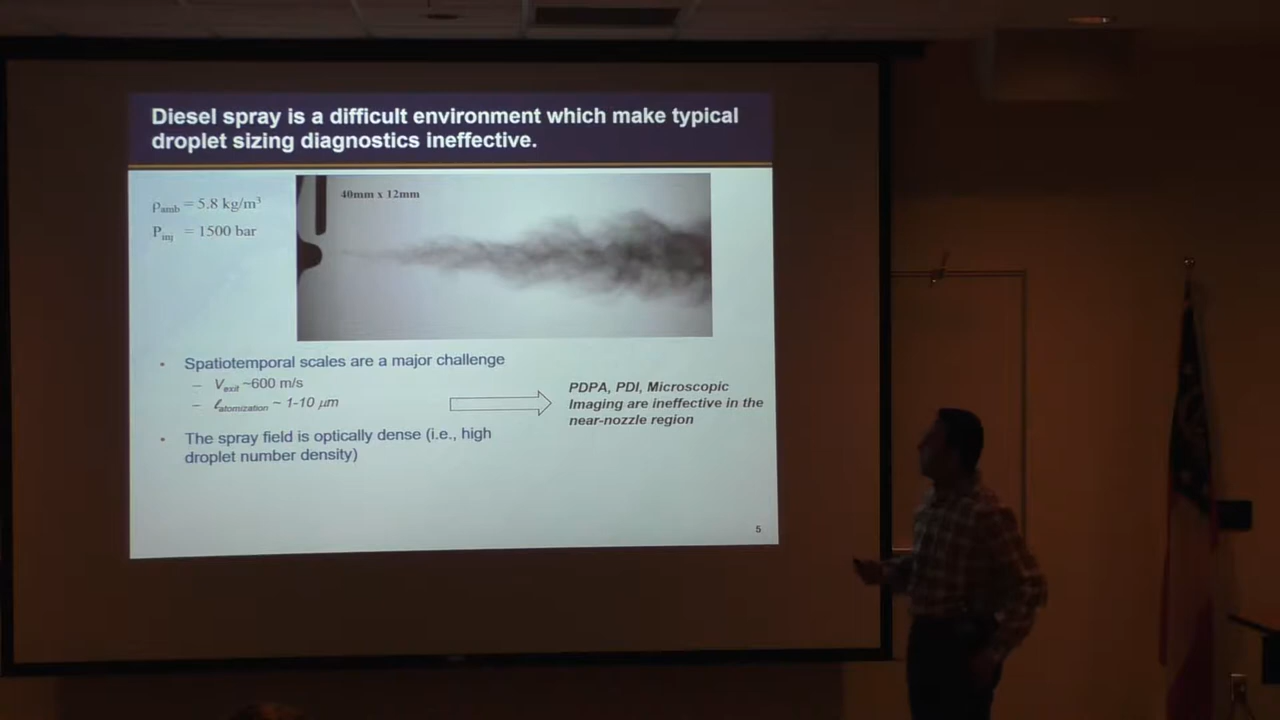 Diesel spray is a difficult environment which make typical
droplet sizing diagnostics ineffective.
40mm x 12mm
ρamb = 5.8 kg/m³
Pinj = 1500 bar
• Spatiotemporal scales are a major challenge
– Vexit ~600 m/s
– ℓatomization ~ 1-10 μm
PDPA, PDI, Microscopic
Imaging are ineffective in the
near-nozzle region
• The spray field is optically dense (i.e., high
droplet number density)
5